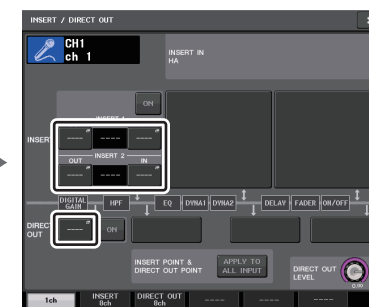 INSERT / DIRECT OUT
CH1
ch 1
INSERT IN
HA
ON
INSERT 1
INSERT
----
----
----
OUT
INSERT 2
IN
----
----
----
DIGITAL GAIN
HPF
EQ
DYNA1
DYNA2
DELAY
FADER
ON/OFF
DIRECT OUT
----
ON
INSERT POINT &
DIRECT OUT POINT
APPLY TO
ALL INPUT
DIRECT OUT
LEVEL
0.00
1ch
INSERT
8ch
DIRECT OUT
8ch
----
----
----